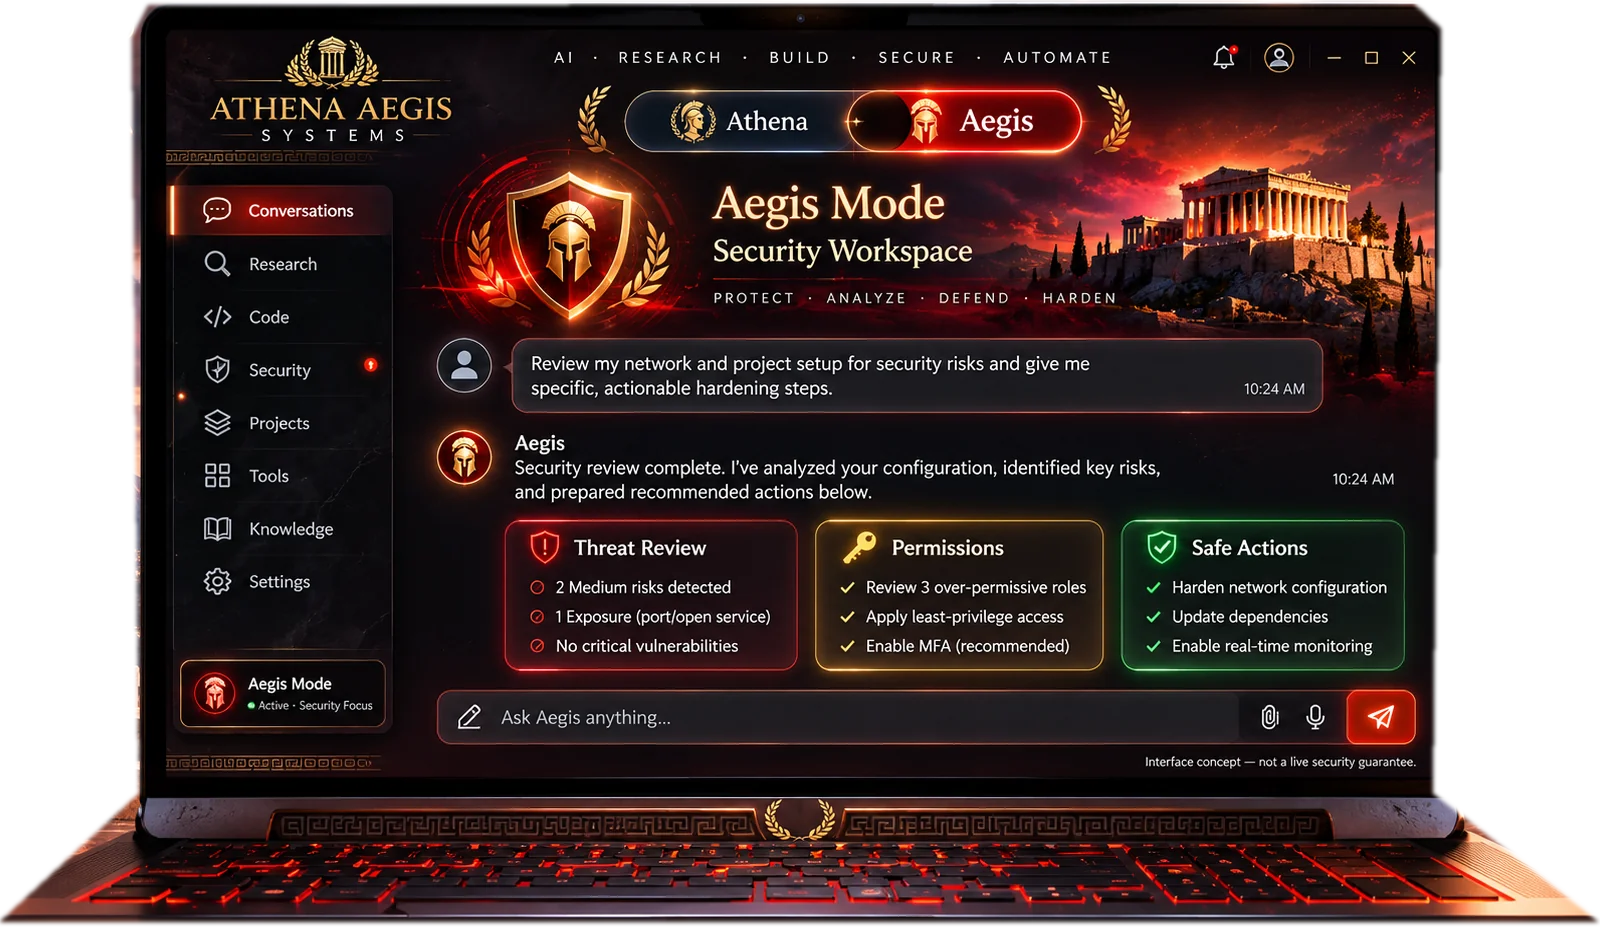 ATHENA AEGIS
SYSTEMS
AI · RESEARCH · BUILD · SECURE · AUTOMATE
Athena
Aegis
Conversations
Research
Code
Security
Projects
Tools
Knowledge
Settings
Aegis Mode
Active · Security Focus
Aegis Mode
Security Workspace
PROTECT · ANALYZE · DEFEND · HARDEN
Review my network and project setup for security risks and give me
specific, actionable hardening steps.
10:24 AM
Aegis
Security review complete. I've analyzed your configuration, identified key risks,
and prepared recommended actions below.
10:24 AM
Threat Review
2 Medium risks detected
1 Exposure (port/open service)
No critical vulnerabilities
Permissions
Review 3 over-permissive roles
Apply least-privilege access
Enable MFA (recommended)
Safe Actions
Harden network configuration
Update dependencies
Enable real-time monitoring
Ask Aegis anything...
Interface concept — not a live security guarantee.